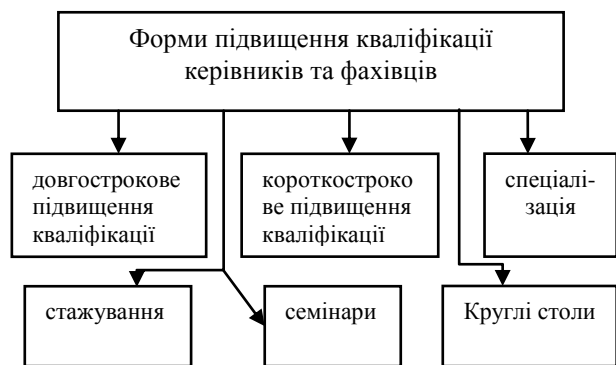 Форми підвищення кваліфікації
керівників та фахівців
довгострокове
підвищення
кваліфікації
короткостроко
ве підвищення
кваліфікації
спеціалі-
зація
стажування
семінари
Круглі столи